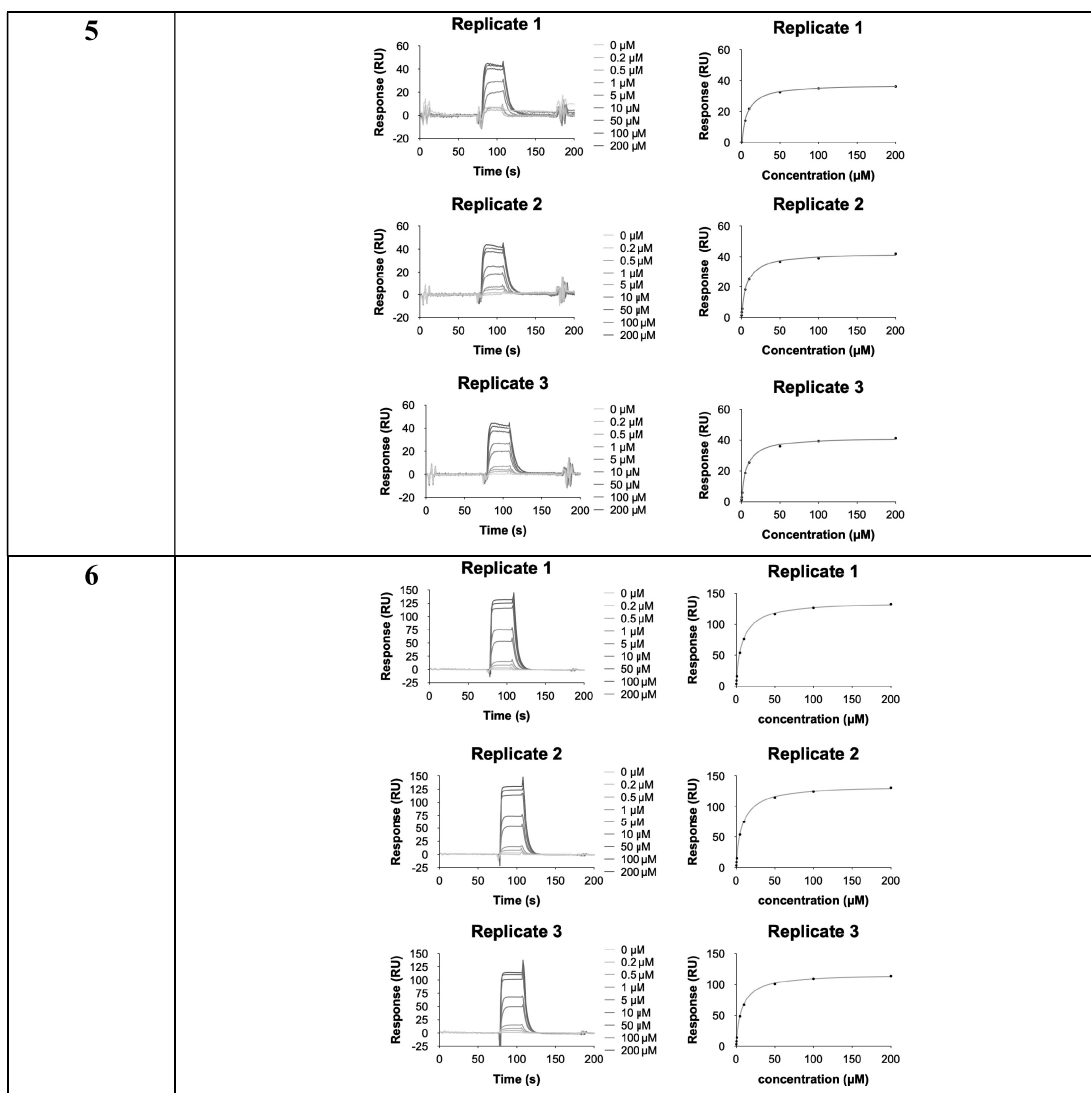 5
Replicate 1
Response (RU)
60
40
20
0
-20
0 50 100 150 200
Time (s)
0 µM
0.2 µM
0.5 µM
1 µM
5 µM
10 µM
50 µM
100 µM
200 µM
Replicate 1
Response (RU)
60
40
20
0
0 50 100 150 200
Concentration (µM)
Replicate 2
Response (RU)
60
40
20
0
-20
0 50 100 150 200
Time (s)
0 µM
0.2 µM
0.5 µM
1 µM
5 µM
10 µM
50 µM
100 µM
200 µM
Replicate 2
Response (RU)
60
40
20
0
0 50 100 150 200
Concentration (µM)
Replicate 3
Response (RU)
60
40
20
0
-20
0 50 100 150 200
Time (s)
0 µM
0.2 µM
0.5 µM
1 µM
5 µM
10 µM
50 µM
100 µM
200 µM
Replicate 3
Response (RU)
60
40
20
0
0 50 100 150 200
Concentration (µM)
6
Replicate 1
Response (RU)
150
125
100
75
50
25
0
-25
0 50 100 150 200
Time (s)
0 µM
0.2 µM
0.5 µM
1 µM
5 µM
10 µM
50 µM
100 µM
200 µM
Replicate 1
Response (RU)
150
100
50
0
0 50 100 150 200
concentration (µM)
Replicate 2
Response (RU)
150
125
100
75
50
25
0
-25
0 50 100 150 200
Time (s)
0 µM
0.2 µM
0.5 µM
1 µM
5 µM
10 µM
50 µM
100 µM
200 µM
Replicate 2
Response (RU)
150
100
50
0
0 50 100 150 200
concentration (µM)
Replicate 3
Response (RU)
150
125
100
75
50
25
0
-25
0 50 100 150 200
Time (s)
0 µM
0.2 µM
0.5 µM
1 µM
5 µM
10 µM
50 µM
100 µM
200 µM
Replicate 3
Response (RU)
150
100
50
0
0 50 100 150 200
concentration (µM)